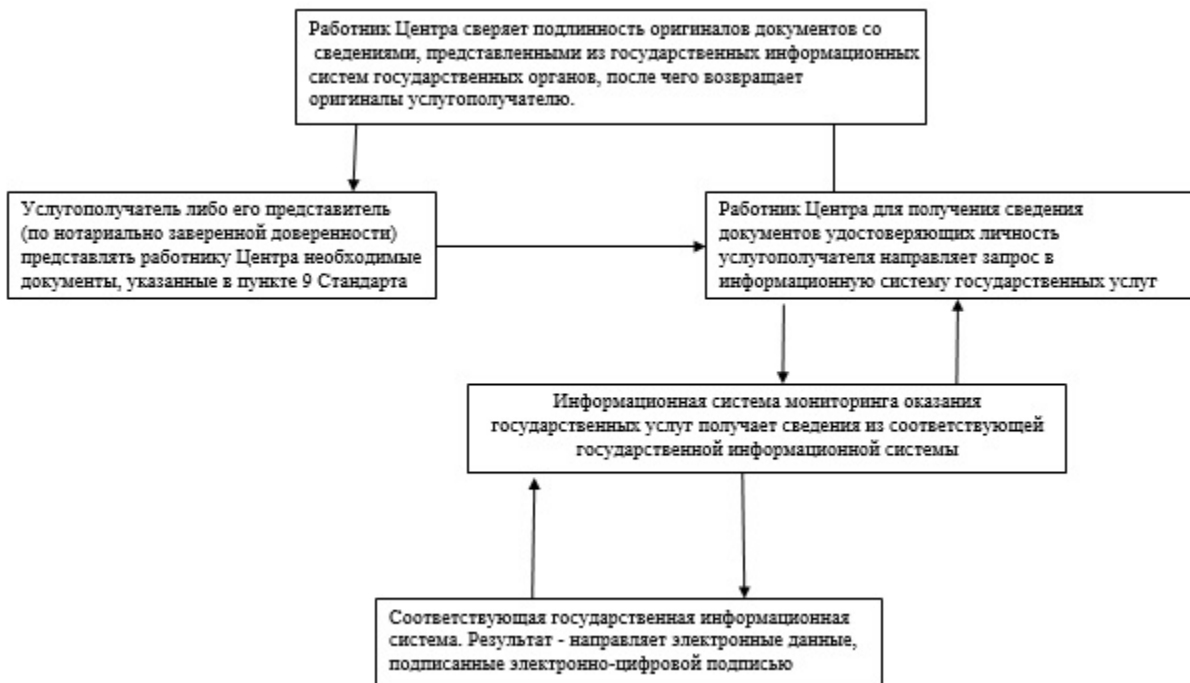 Работник Центра сверяет подлинность оригиналов документов со
сведениями, представленными из государственных информационных
систем государственных органов, после чего возвращает
оригиналы услугополучателю.
Услугополучатель либо его представитель
(по нотариально заверенной доверенности)
представлять работнику Центра необходимые
документы, указанные в пункте 9 Стандарта
Работник Центра для получения сведения
документов удостоверяющих личность
услугополучателя направляет запрос в
информационную систему государственных услуг
Информационная система мониторинга оказания
государственных услуг получает сведения из соответствующей
государственной информационной системы
Соответствующая государственная информационная
система. Результат - направляет электронные данные,
подписанные электронно-цифровой подписью